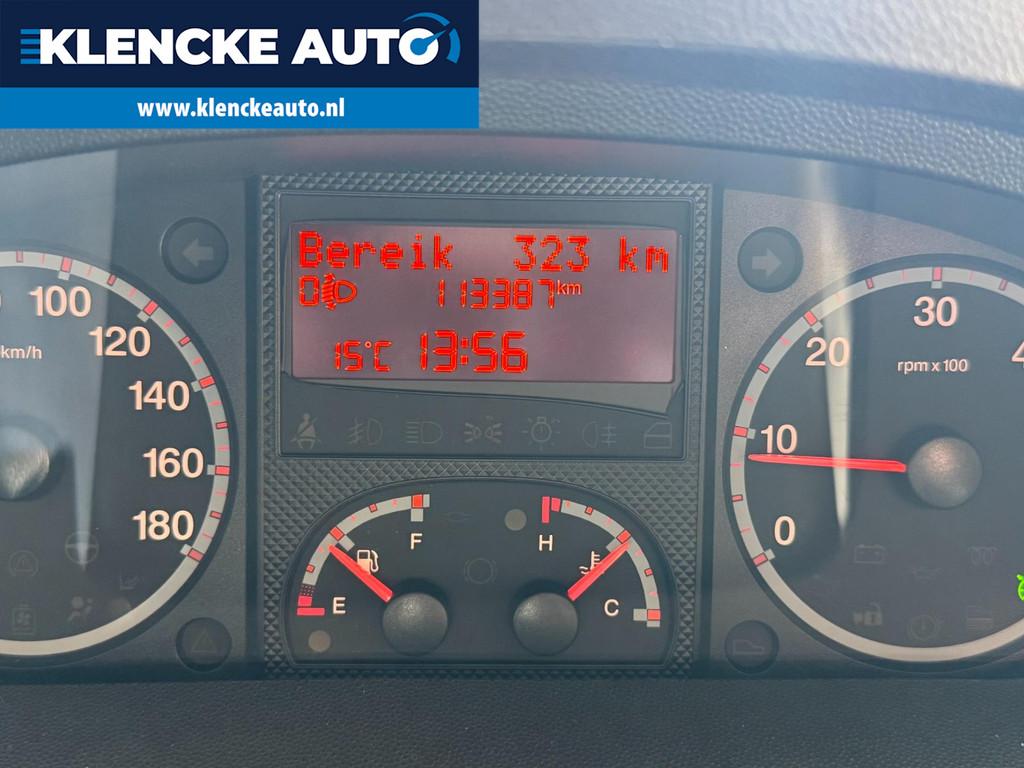 KLENCKE AUTO
www.klenckeauto.nl
Bereik 323 km
113387 km
15°C 13:56
100
120
140
160
180
km/h
30
20
10
0
rpm x 100
F
E
H
C